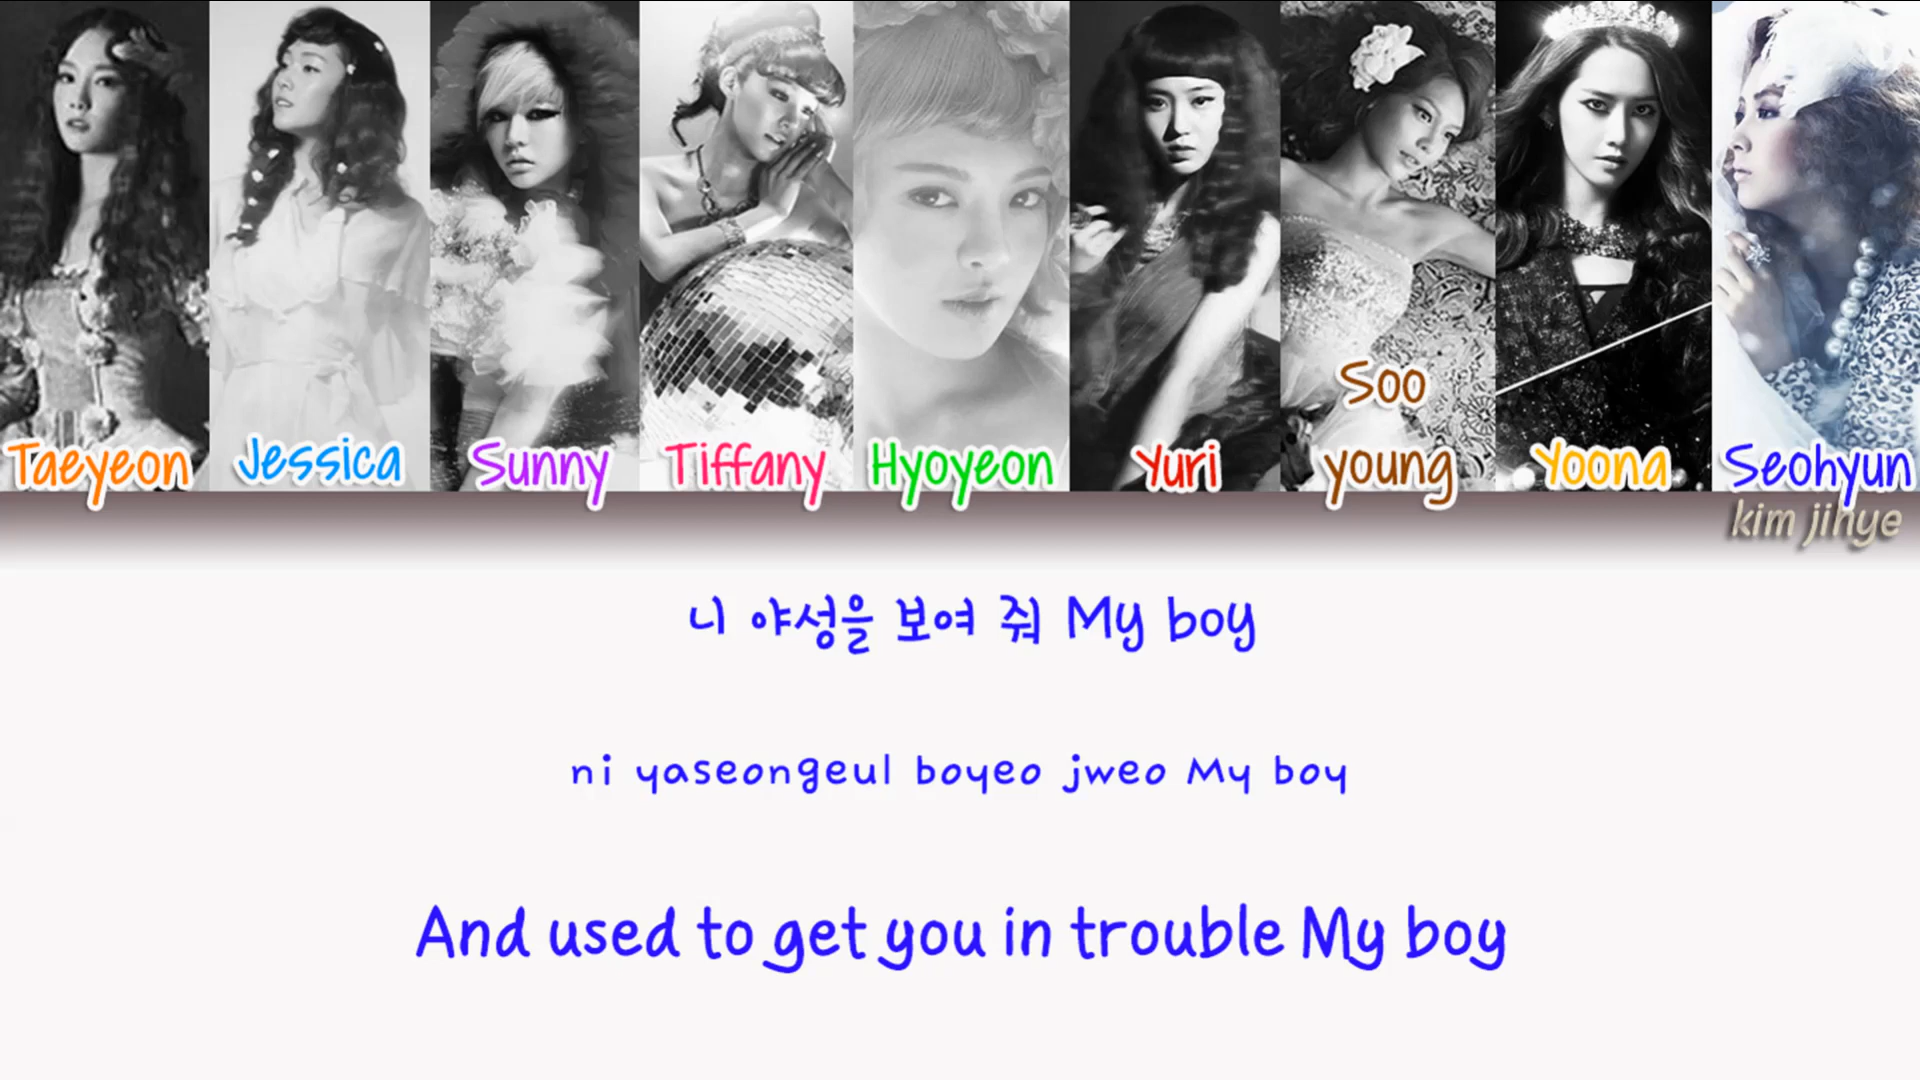 Taeyeon
Jessica
Sunny
Tiffany
Hyoyeon
Yuri
Soo
young
Yoona
Seohyun
kim jihye
니 야성을 보여 줘 My boy
ni yaseongeul boyeo jweo My boy
And used to get you in trouble My boy